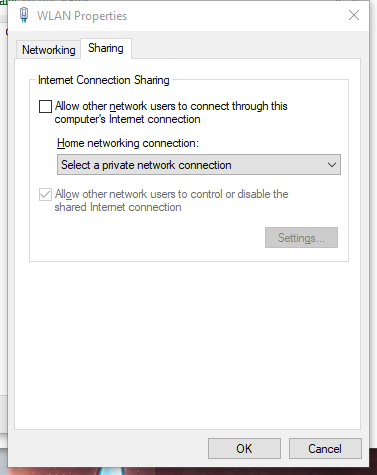 WLAN Properties
Networking
Sharing
Internet Connection Sharing
Allow other network users to connect through this
computer's Internet connection
Home networking connection:
Select a private network connection
Allow other network users to control or disable the
shared Internet connection
Settings...
OK
Cancel